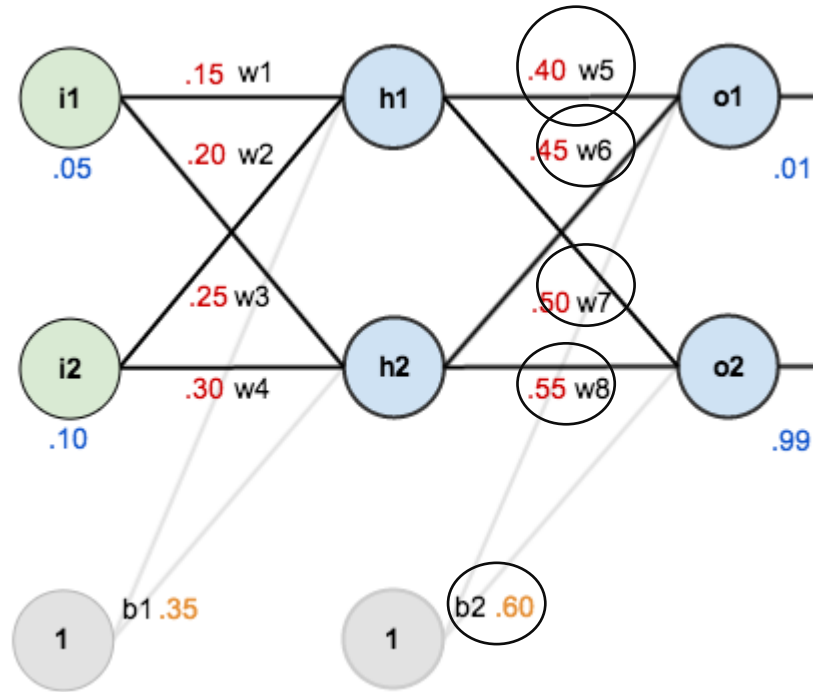 .15 w1
.40 w5
i1
h1
o1
.20 w2
.45 w6
.05
.01
.25 w3
.50 w7
i2
h2
o2
.30 w4
.55 w8
.10
.99
b1 .35
b2 .60
1
1